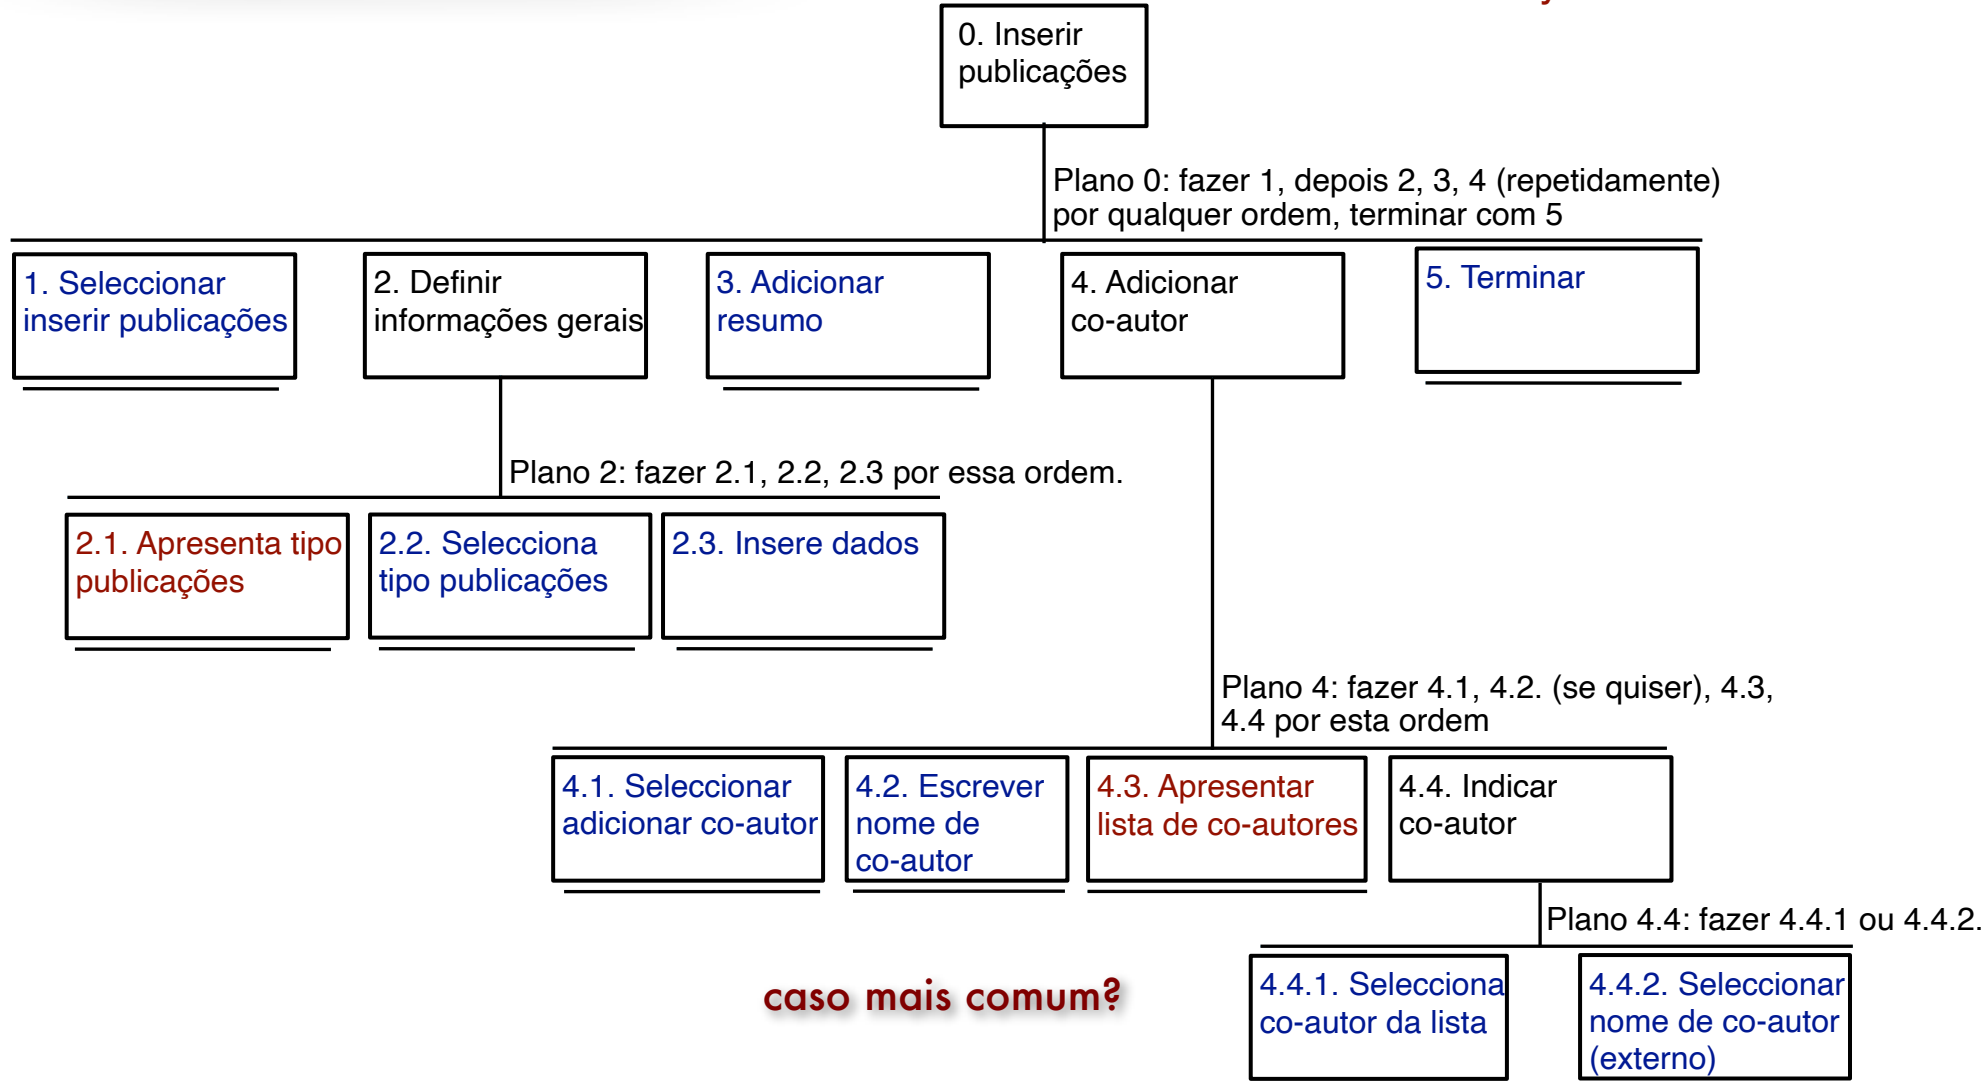 0. Inserir
publicações
Plano 0: fazer 1, depois 2, 3, 4 (repetidamente)
por qualquer ordem, terminar com 5
1. Seleccionar
inserir publicações
2. Definir
informações gerais
3. Adicionar
resumo
4. Adicionar
co-autor
5. Terminar
Plano 2: fazer 2.1, 2.2, 2.3 por essa ordem.
2.1. Apresenta tipo
publicações
2.2. Selecciona
tipo publicações
2.3. Insere dados
Plano 4: fazer 4.1, 4.2. (se quiser), 4.3,
4.4 por esta ordem
4.1. Seleccionar
adicionar co-autor
4.2. Escrever
nome de
co-autor
4.3. Apresentar
lista de co-autores
4.4. Indicar
co-autor
Plano 4.4: fazer 4.4.1 ou 4.4.2.
4.4.1. Selecciona
co-autor da lista
4.4.2. Seleccionar
nome de co-autor
(externo)
caso mais comum?